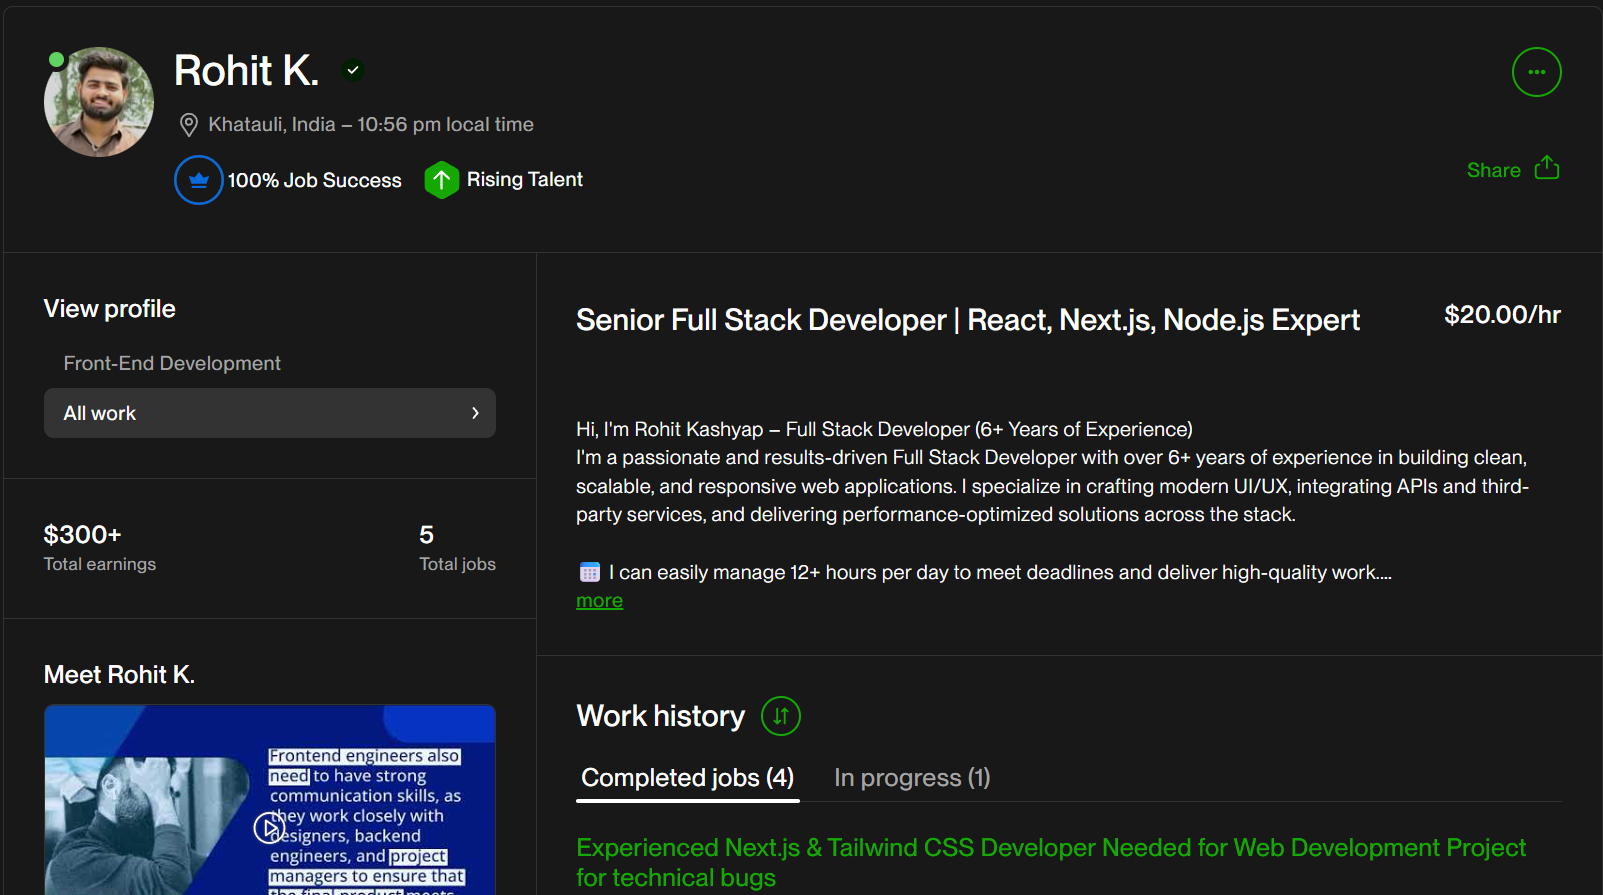 Rohit K.
Khatauli, India – 10:56 pm local time
100% Job Success
Rising Talent
Share
View profile
Front-End Development
All work
$300+
Total earnings
5
Total jobs
Meet Rohit K.
Frontend engineers also
need to have strong
communication skills, as
they work closely with
designers, backend
engineers, and project
managers to ensure that
the final product meets
Senior Full Stack Developer | React, Next.js, Node.js Expert
$20.00/hr
Hi, I'm Rohit Kashyap – Full Stack Developer (6+ Years of Experience)
I'm a passionate and results-driven Full Stack Developer with over 6+ years of experience in building clean,
scalable, and responsive web applications. I specialize in crafting modern UI/UX, integrating APIs and third-
party services, and delivering performance-optimized solutions across the stack.
I can easily manage 12+ hours per day to meet deadlines and deliver high-quality work....
more
Work history
Completed jobs (4)
In progress (1)
Experienced Next.js & Tailwind CSS Developer Needed for Web Development Project
for technical bugs